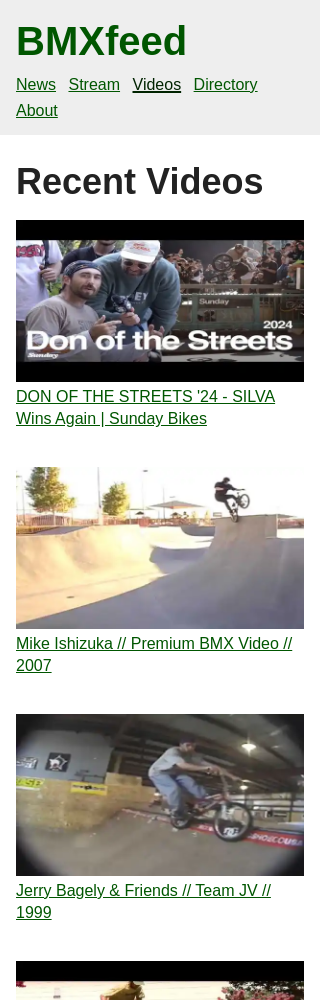 BMXfeed
News Stream Videos Directory
About
Recent Videos
Sunday
2024
Don of the Streets
Sunday
DON OF THE STREETS '24 - SILVA
Wins Again | Sunday Bikes
Mike Ishizuka // Premium BMX Video //
2007
Jerry Bagely & Friends // Team JV //
1999